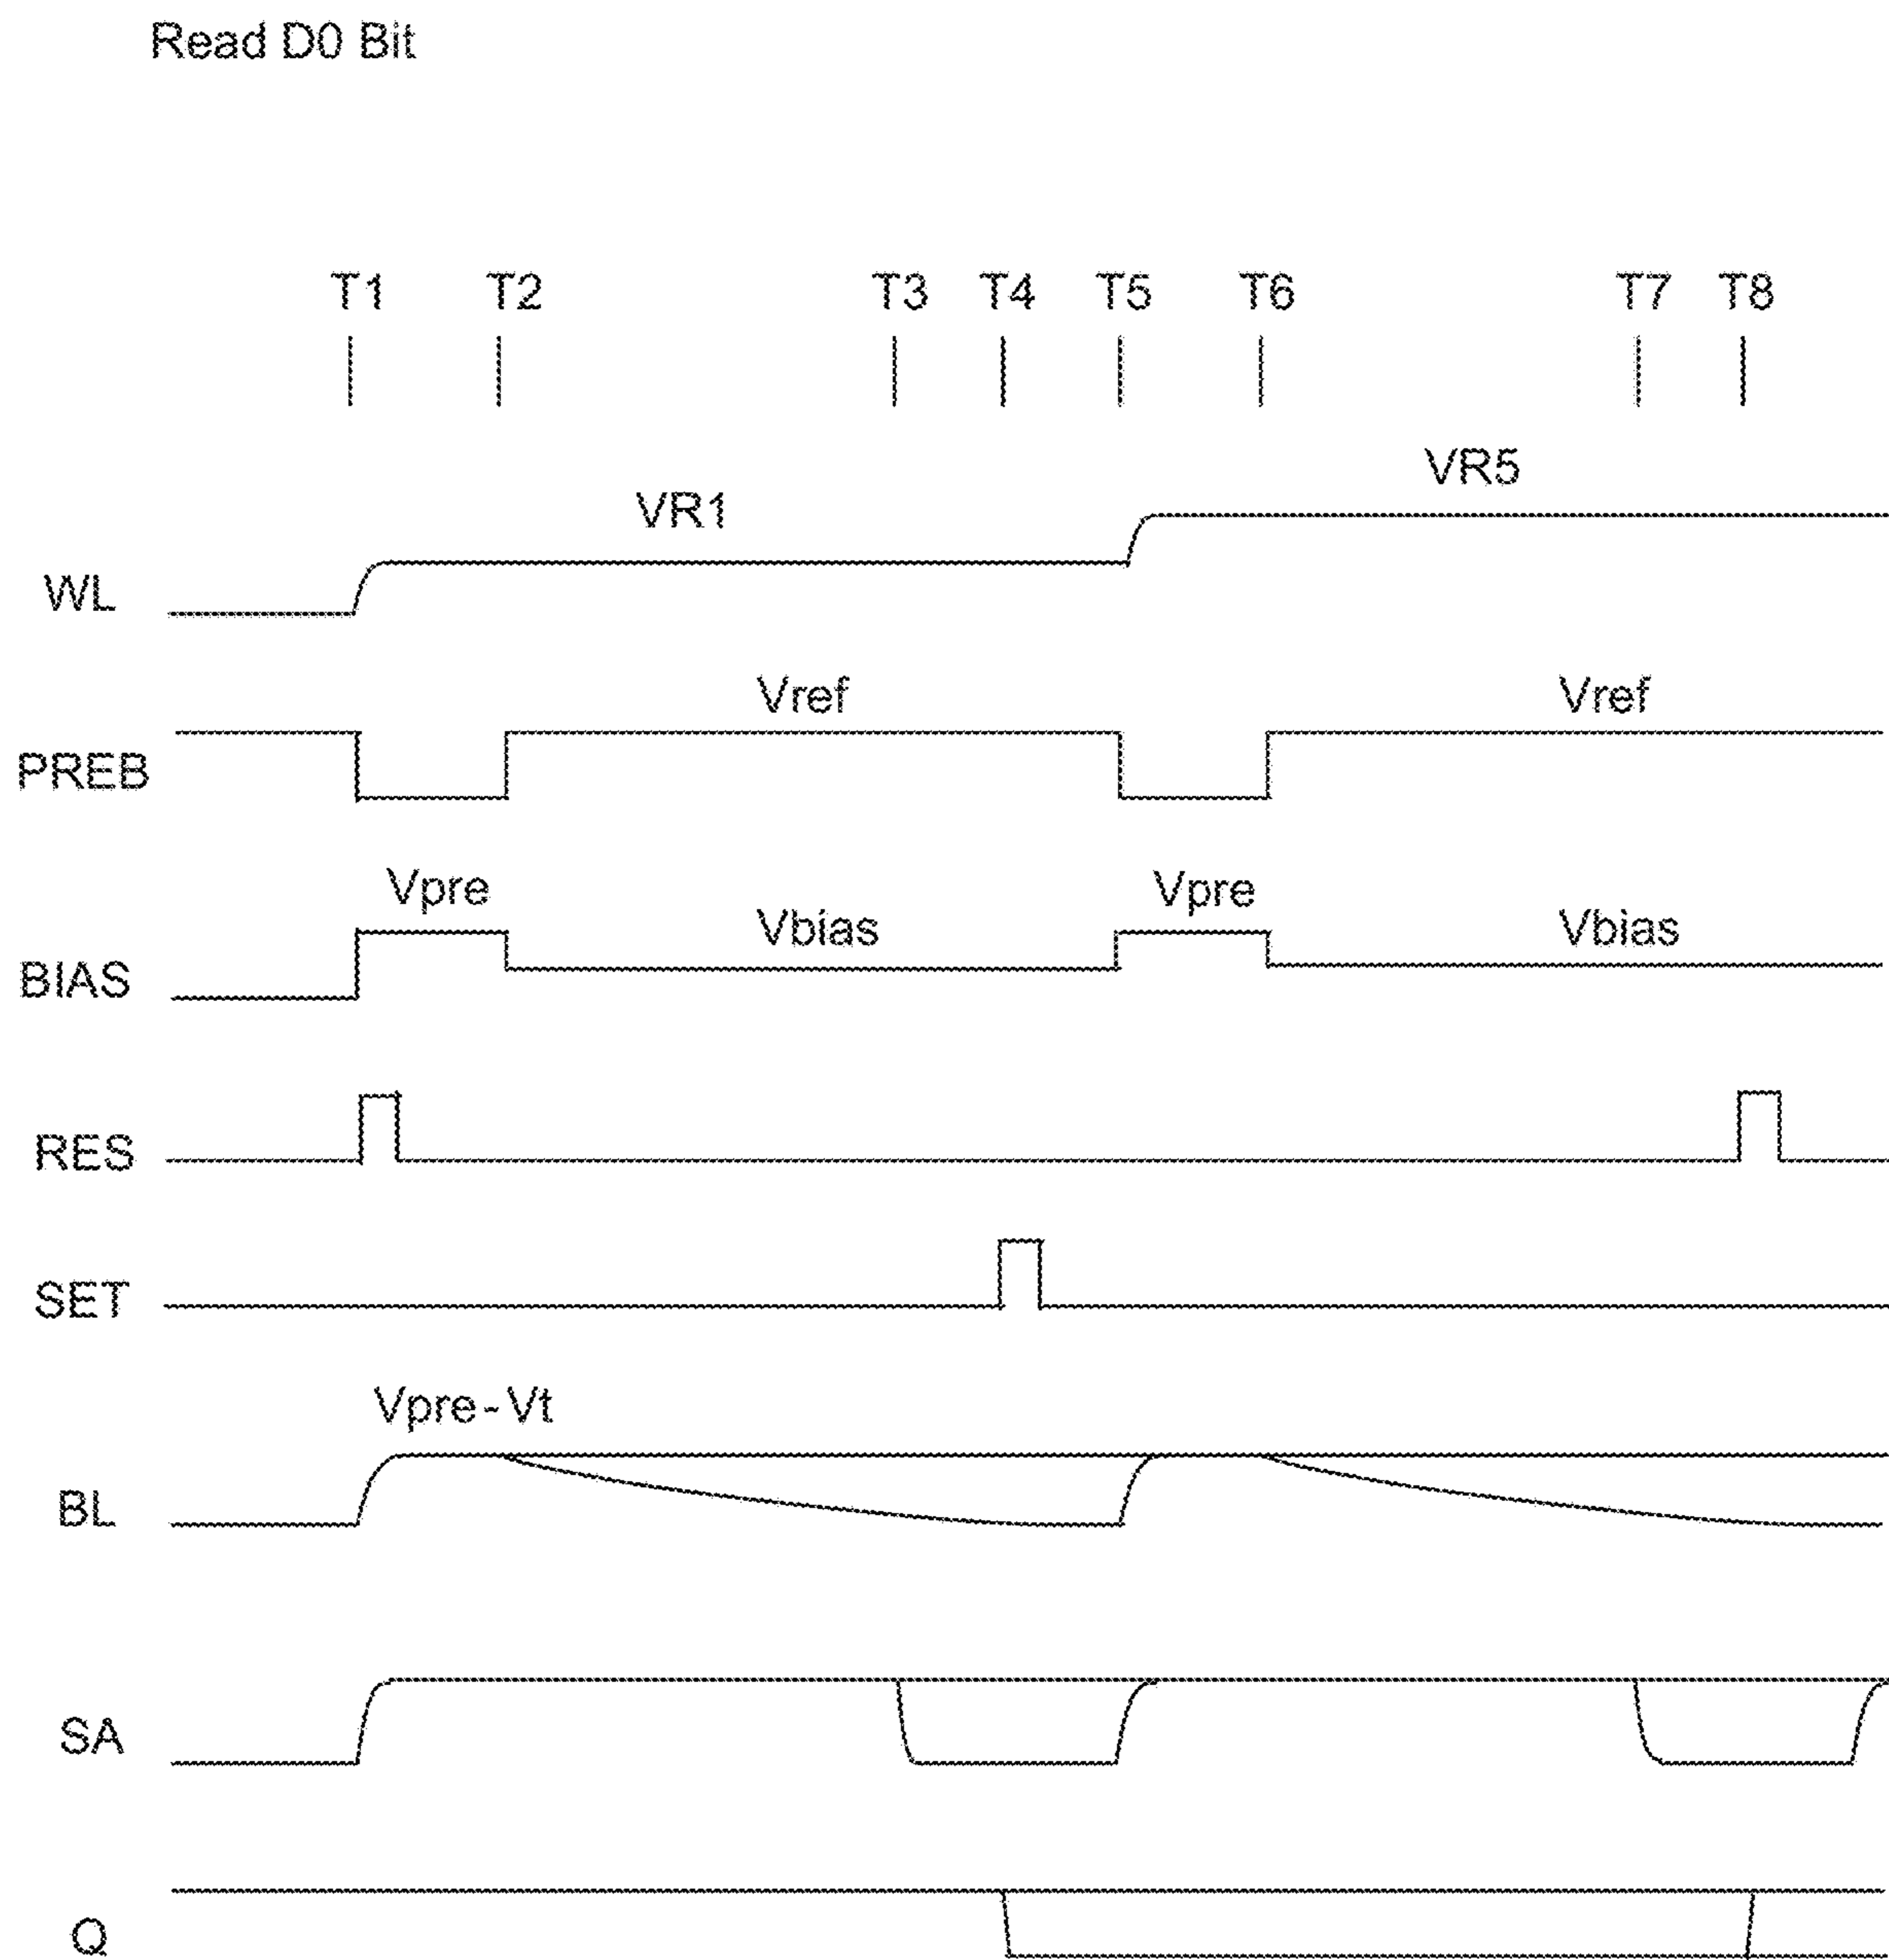 Read D0 Bit
T1 T2 T3 T4 T5 T6 T7 T8
VR5
VR1
WL
Vref Vref
PREB
Vpre Vpre
Vbias Vbias
BIAS
RES
SET
Vpre-Vt
BL
SA
Q